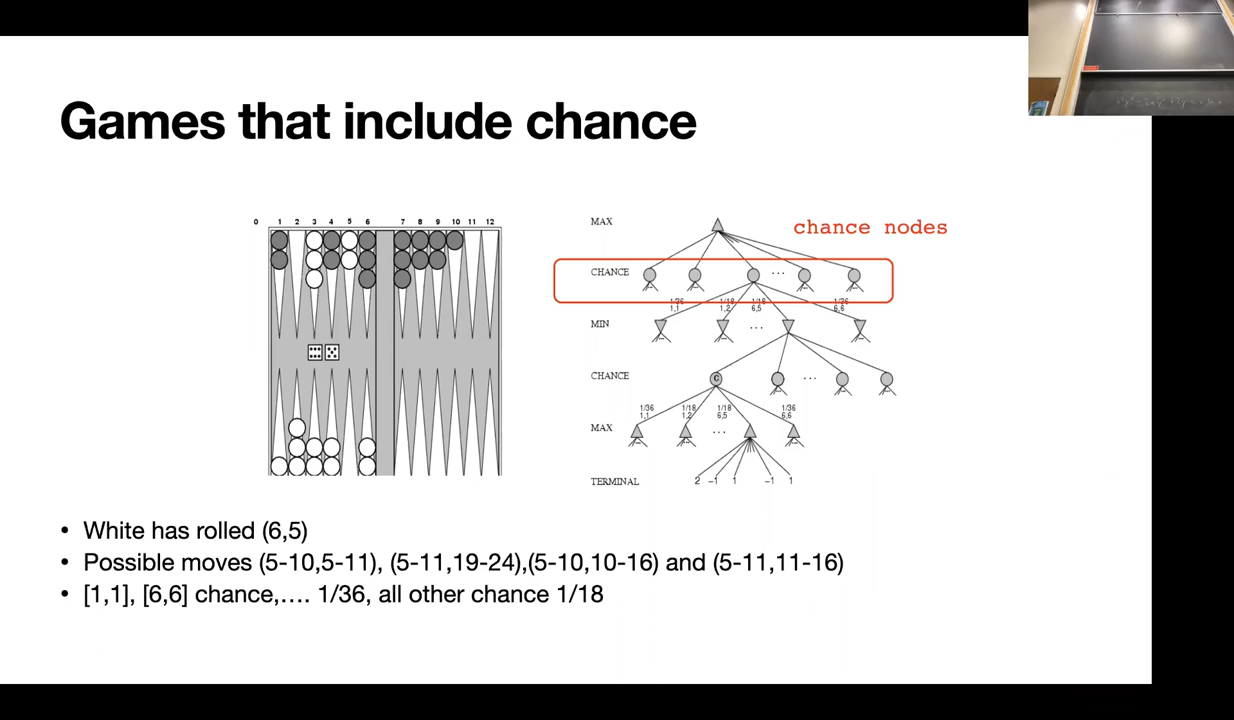 Games that include chance
0 1 2 3 4 5 6 7 8 9 10 11 12
MAX
chance nodes
CHANCE
...
1/36 1/18 1/18 1/36
1,1 1,2 6,5 6,6
MIN
...
CHANCE
C ...
1/36 1/18 1/18 1/36
1,1 1,2 6,5 6,6
MAX
...
TERMINAL 2 −1 1 −1 1
• White has rolled (6,5)
• Possible moves (5-10,5-11), (5-11,19-24),(5-10,10-16) and (5-11,11-16)
• [1,1], [6,6] chance,…. 1/36, all other chance 1/18